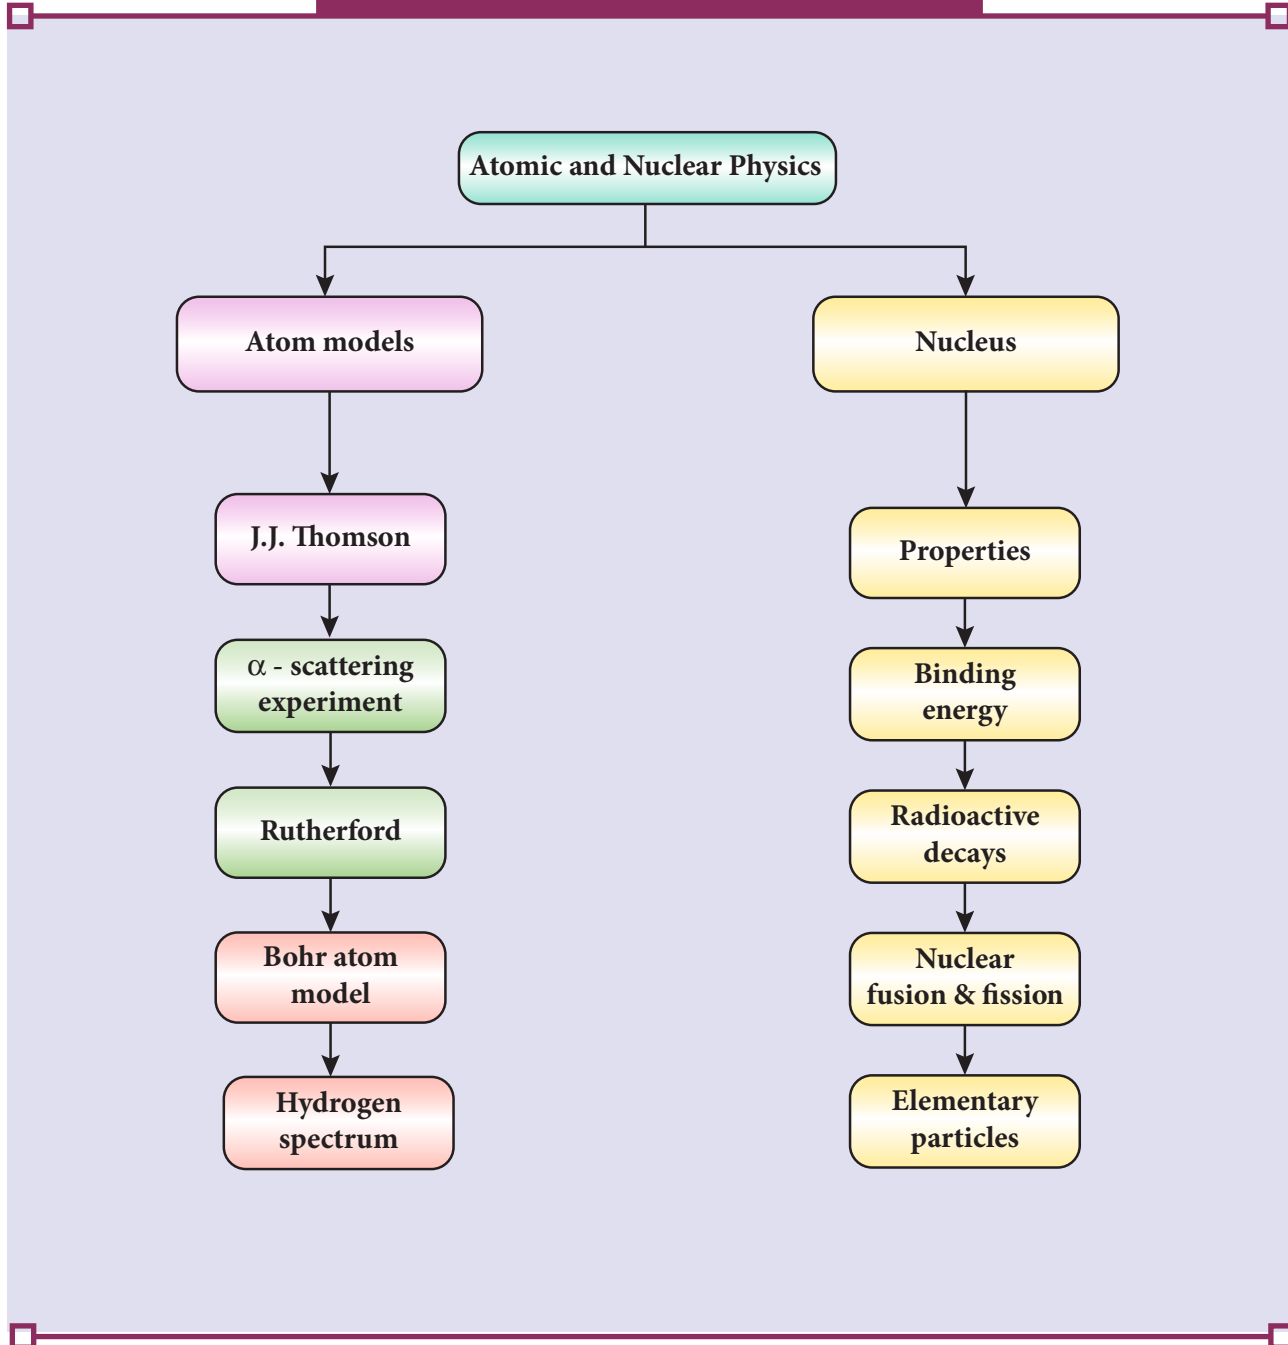 Atomic and Nuclear Physics
Atom models
J.J. Thomson
α - scattering
experiment
Rutherford
Bohr atom
model
Hydrogen
spectrum
Nucleus
Properties
Binding
energy
Radioactive
decays
Nuclear
fusion & fission
Elementary
particles